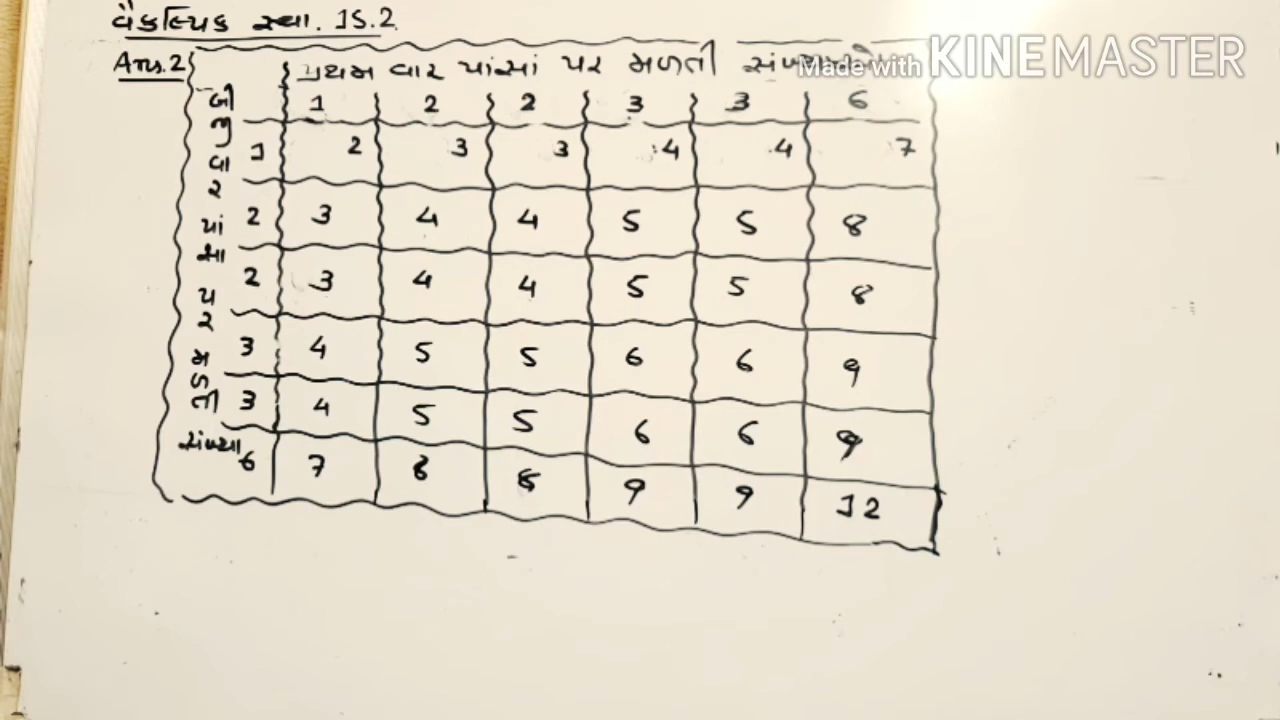 વૈકલ્પિક સ્વા. 15.2
Ans.2
પ્રથમ વાર પાંસાં પર મળતી
Made with KINEMASTER
બીજી વાર પાંસા પર મળતી સંખ્યા
1 2 2 3 3 6
1 2 3 3 4 4 7
2 3 4 4 5 5 8
2 3 4 4 5 5 8
3 4 5 5 6 6 9
3 4 5 5 6 6 9
6 7 8 8 9 9 12